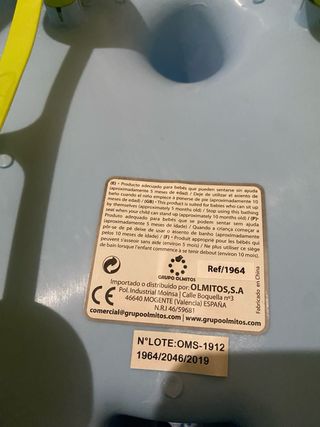 (E) • Producto adecuado para bebés que pueden sentarse sin ayuda
(aproximadamente 5 meses de edad) / Deje de utilizar el asiento de
baño cuando el niño empiece a ponerse de pie (aproximadamente 10
meses de edad) / (GB) • This product is suited for babies who can sit up
by themselves (approximately 5 months old) / Stop using this bathing
seat when your child can stand up (approximately 10 months old) / (P)•
Produto adequado para bebés que se podem sentar sem ajuda
(aproximadamente 5 meses de idade) / Quando a criança começar a
pôr-se de pé deixe de usar o assento de banho (aproximadamente
pelos 10 meses de idade) / (F) • Produit approprié pour les bébés qui
peuvent s'asseoir sans aide (environ 5 mois) / Ne plus utiliser ce siège
de bain lorsque l'enfant commence à se tenir debout (environ 10 mois).
GRUPO OLMITOS
Ref/1964
Fabricado en China
CE
Importado o distribuido por: OLMITOS,S.A
Pol. Industrial Moinsa | Calle Boquella nº3
46640 MOGENTE (Valencia) ESPAÑA
N.R.I 46/59681
comercial@grupoolmitos.com | www.grupoolmitos.com
NºLOTE:OMS-1912
1964/2046/2019